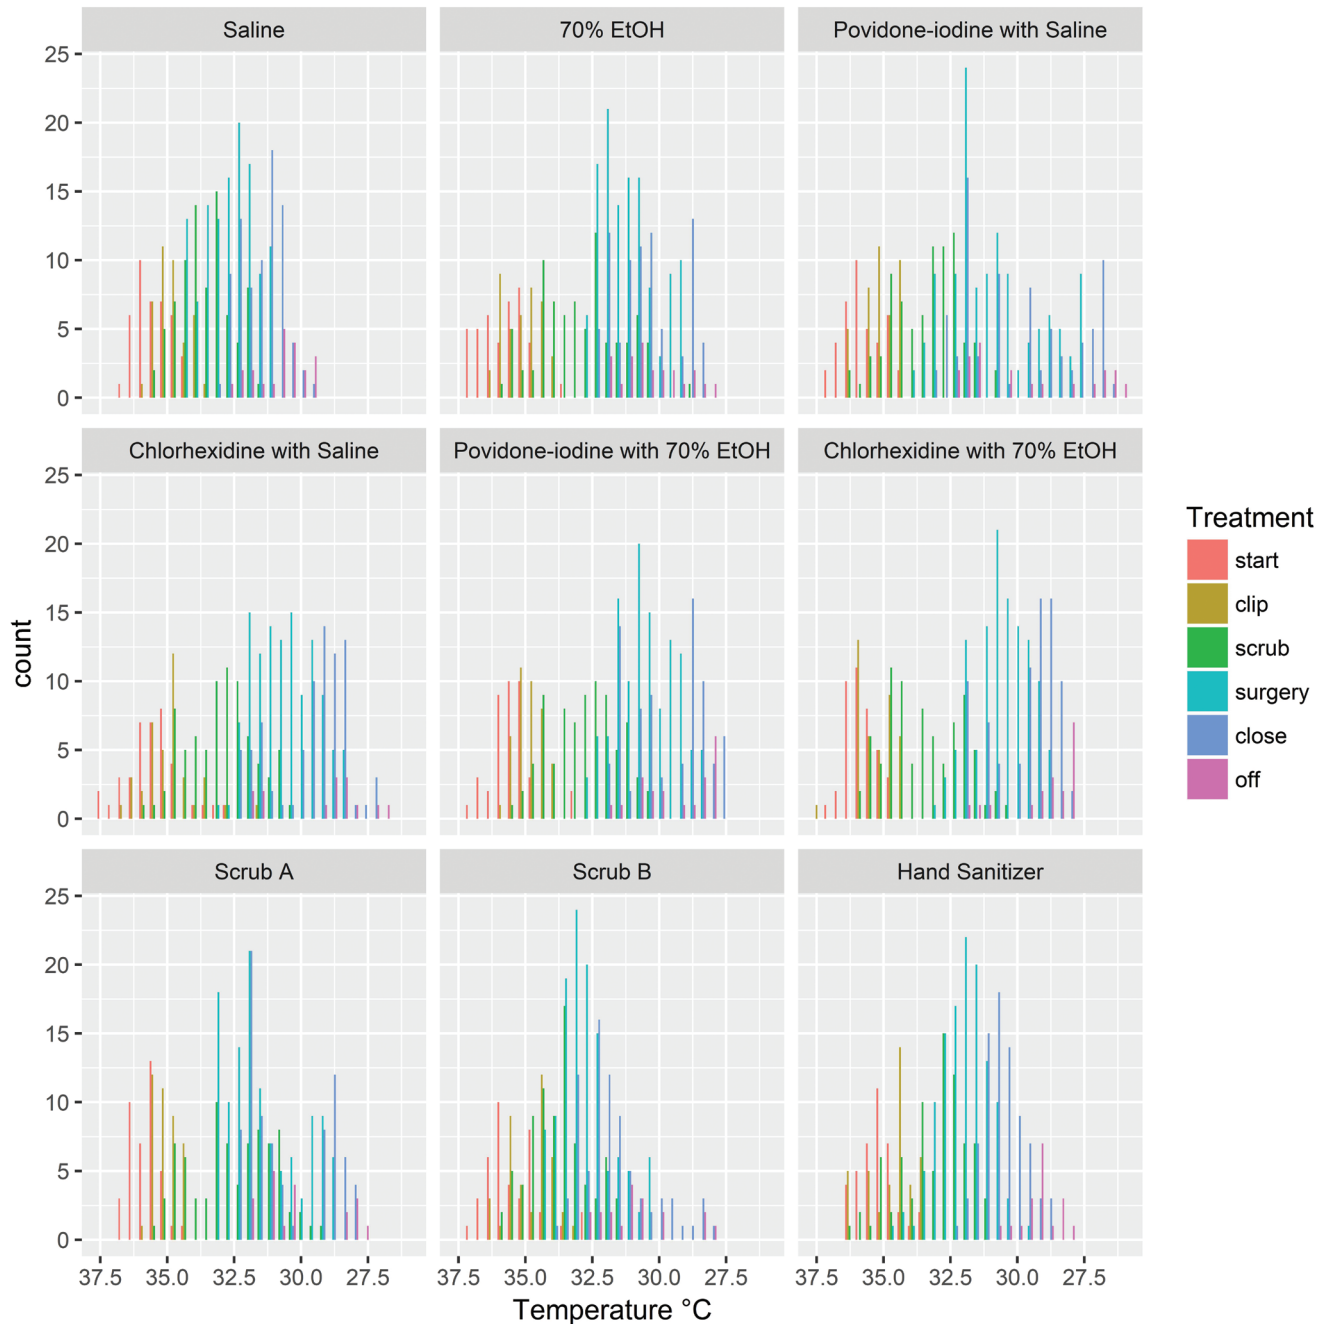 Saline 70% EtOH Povidone-iodine with Saline
25
20
15
10
5
0
Chlorhexidine with Saline Povidone-iodine with 70% EtOH Chlorhexidine with 70% EtOH
25
20
15
10
5
0
count
Scrub A Scrub B Hand Sanitizer
25
20
15
10
5
0
37.5 35.0 32.5 30.0 27.5 37.5 35.0 32.5 30.0 27.5 37.5 35.0 32.5 30.0 27.5
Temperature °C
Treatment
start
clip
scrub
surgery
close
off